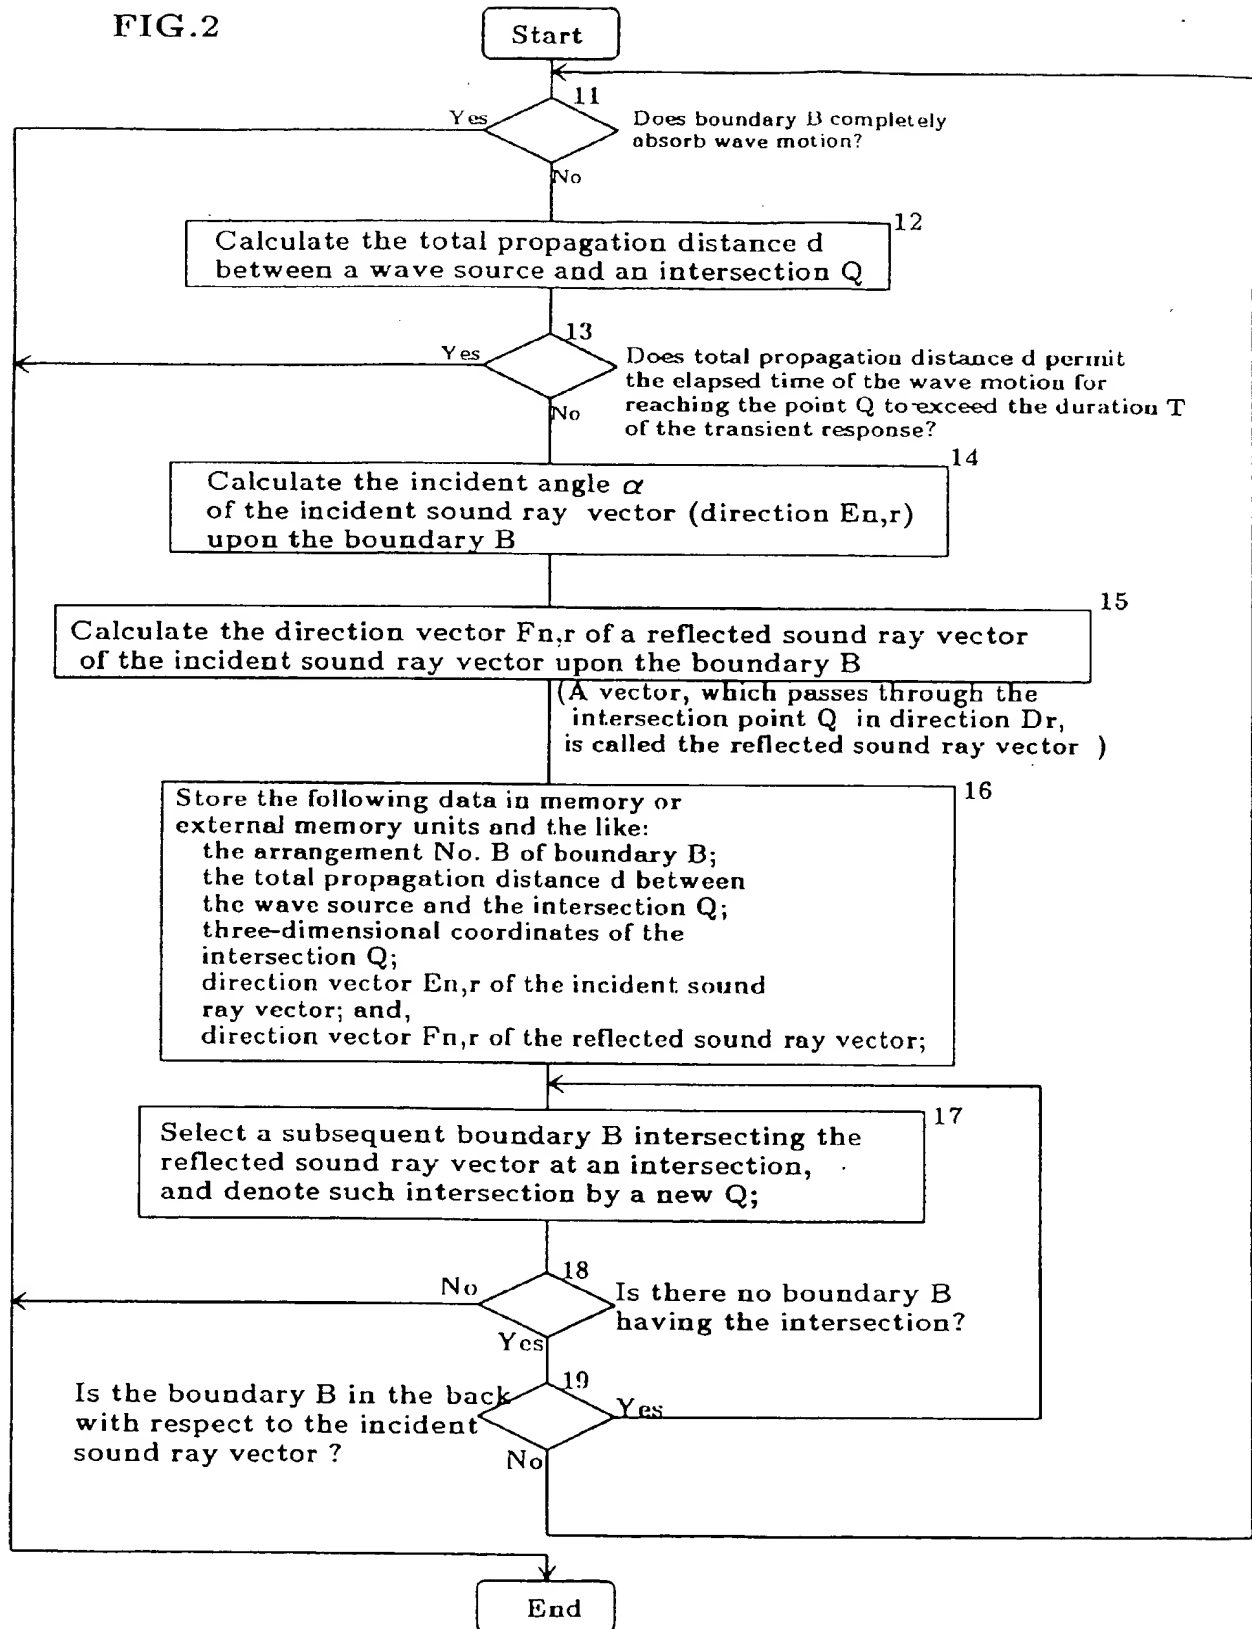 FIG.2
Start
11
Yes
Does boundary B completely
absorb wave motion?
No
12
Calculate the total propagation distance d
between a wave source and an intersection Q
13
Yes
Does total propagation distance d permit
the elapsed time of the wave motion for
reaching the point Q to exceed the duration T
of the transient response?
No
14
Calculate the incident angle α
of the incident sound ray vector (direction En,r)
upon the boundary B
15
Calculate the direction vector Fn,r of a reflected sound ray vector
of the incident sound ray vector upon the boundary B
(A vector, which passes through the
intersection point Q in direction Dr,
is called the reflected sound ray vector )
16
Store the following data in memory or
external memory units and the like:
the arrangement No. B of boundary B;
the total propagation distance d between
the wave source and the intersection Q;
three-dimensional coordinates of the
intersection Q;
direction vector En,r of the incident sound
ray vector; and,
direction vector Fn,r of the reflected sound ray vector;
17
Select a subsequent boundary B intersecting the
reflected sound ray vector at an intersection,
and denote such intersection by a new Q;
18
No
Is there no boundary B
having the intersection?
Yes
19
Is the boundary B in the back
with respect to the incident
sound ray vector ?
Yes
No
End